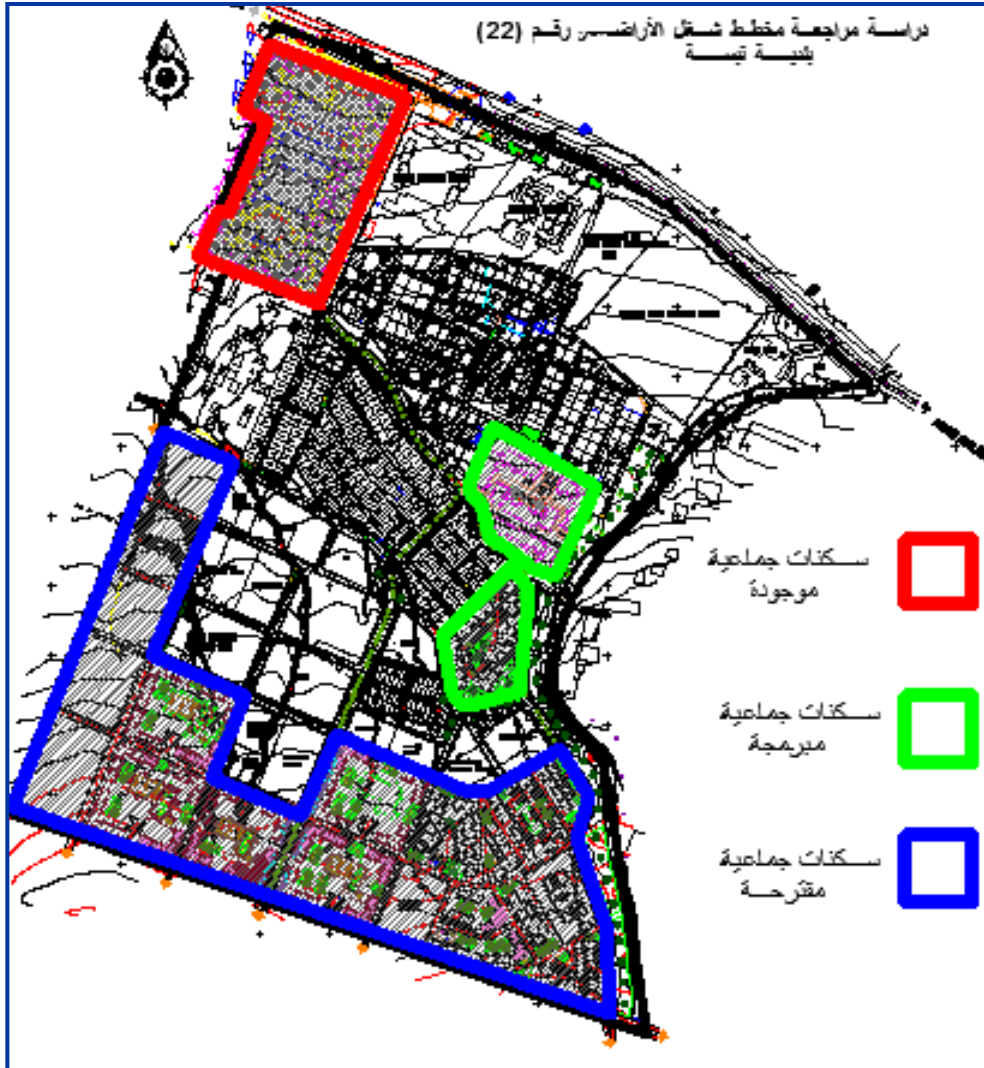 دراسة مراجعة مخطط شغل الأراضي رقم (22)
بلدية تبسة
سكنات جماعية
موجودة
سكنات جماعية
مبرمجة
سكنات جماعية
مقترحة